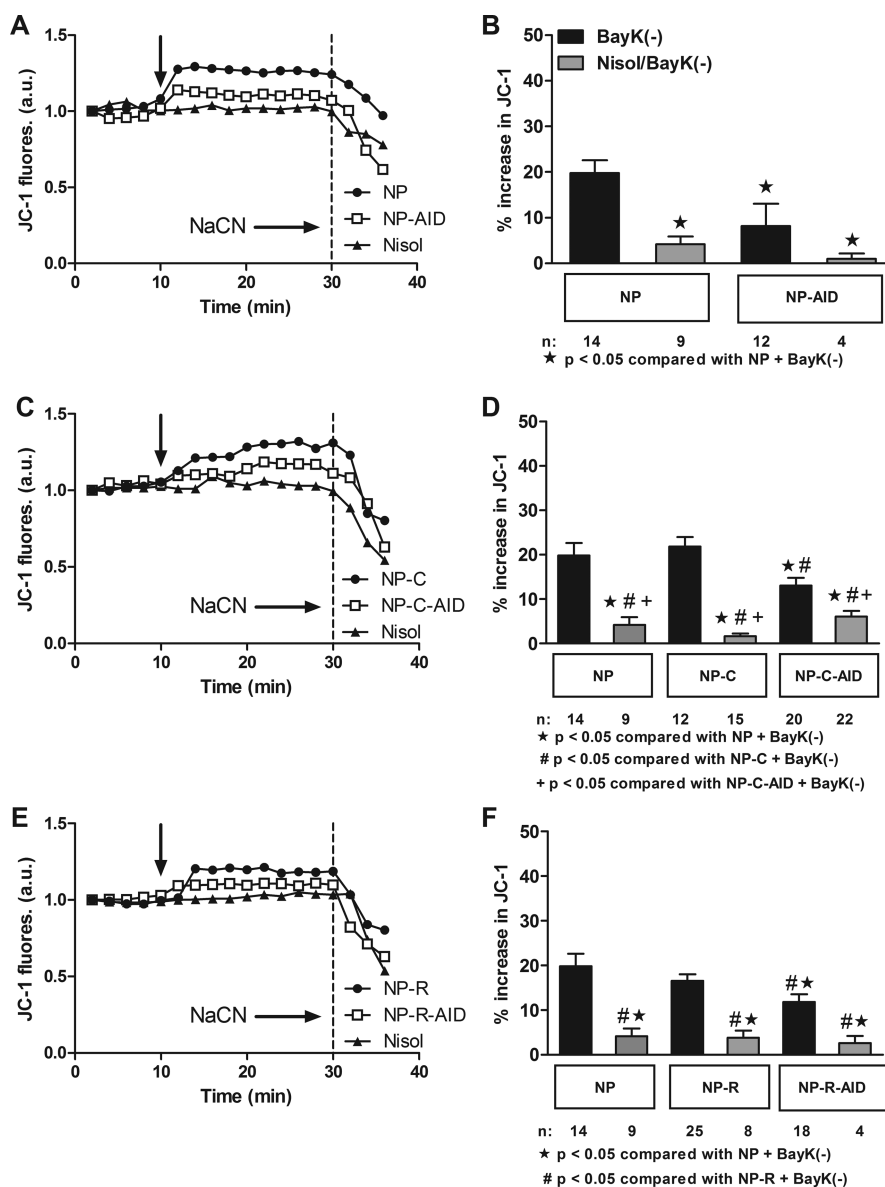 A
1.5
1.0
0.5
0.0
JC-1 fluores. (a.u.)
NaCN
NP
NP-AID
Nisol
0 10 20 30 40
Time (min)
B
50
40
30
20
10
0
% increase in JC-1
BayK(-)
Nisol/BayK(-)
★ ★ ★
NP NP-AID
n: 14 9 12 4
★ p < 0.05 compared with NP + BayK(-)
C
1.5
1.0
0.5
0.0
JC-1 fluores. (a.u.)
NaCN
NP-C
NP-C-AID
Nisol
0 10 20 30 40
Time (min)
D
50
40
30
20
10
0
% increase in JC-1
★ # + ★ # + ★ # ★ # +
NP NP-C NP-C-AID
n: 14 9 12 15 20 22
★ p < 0.05 compared with NP + BayK(-)
# p < 0.05 compared with NP-C + BayK(-)
+ p < 0.05 compared with NP-C-AID + BayK(-)
E
1.5
1.0
0.5
0.0
JC-1 fluores. (a.u.)
NaCN
NP-R
NP-R-AID
Nisol
0 10 20 30 40
Time (min)
F
50
40
30
20
10
0
% increase in JC-1
#★ #★ #★ #★
NP NP-R NP-R-AID
n: 14 9 25 8 18 4
★ p < 0.05 compared with NP + BayK(-)
# p < 0.05 compared with NP-R + BayK(-)